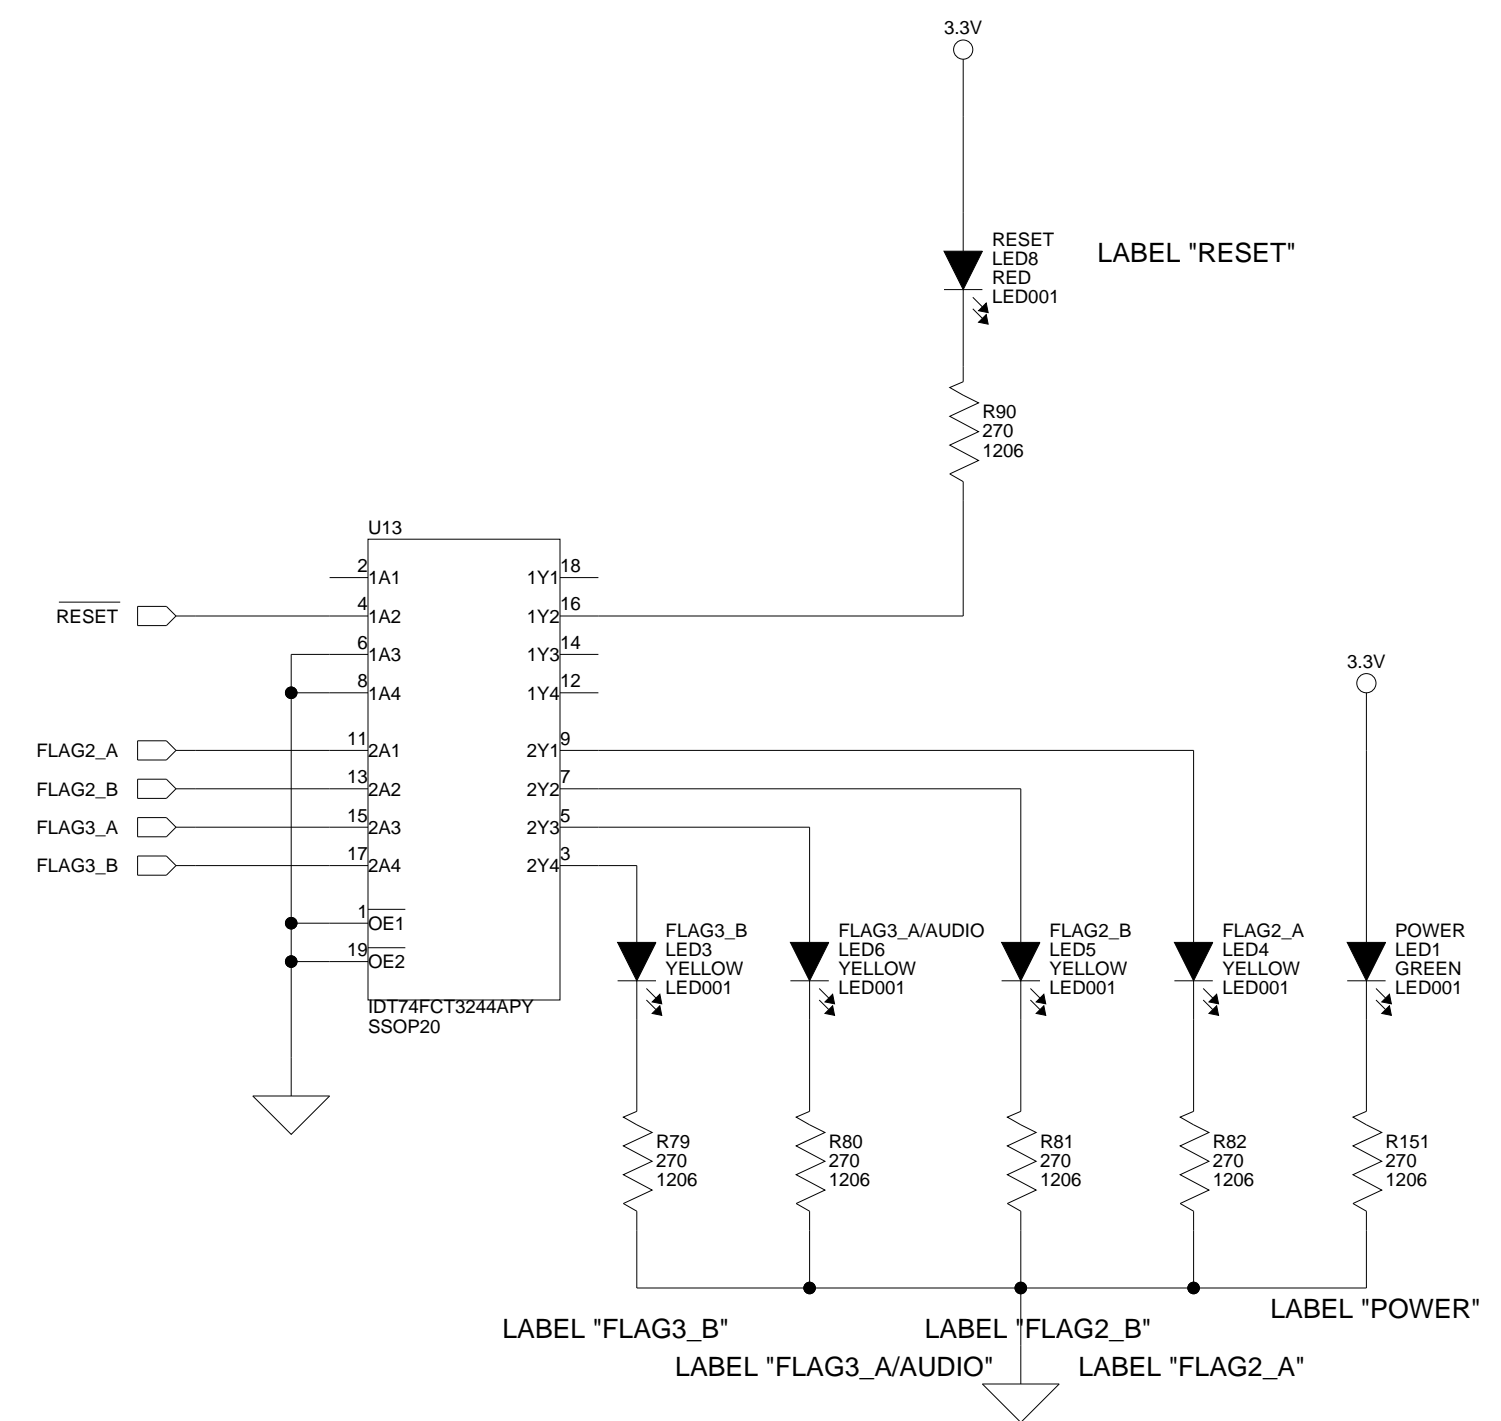 3.3V
RESET
LED8
RED
LED001
LABEL "RESET"
R90
270
1206
U13
2
1A1
18
1Y1
RESET
4
1A2
16
1Y2
6
1A3
14
1Y3
8
1A4
12
1Y4
3.3V
FLAG2_A
11
2A1
9
2Y1
FLAG2_B
13
2A2
7
2Y2
FLAG3_A
15
2A3
5
2Y3
FLAG3_B
17
2A4
3
2Y4
1
OE1
19
OE2
IDT74FCT3244APY
SSOP20
FLAG3_B
LED3
YELLOW
LED001
FLAG3_A/AUDIO
LED6
YELLOW
LED001
FLAG2_B
LED5
YELLOW
LED001
FLAG2_A
LED4
YELLOW
LED001
POWER
LED1
GREEN
LED001
R79
270
1206
R80
270
1206
R81
270
1206
R82
270
1206
R151
270
1206
LABEL "POWER"
LABEL "FLAG3_B"
LABEL "FLAG2_B"
LABEL "FLAG3_A/AUDIO"
LABEL "FLAG2_A"